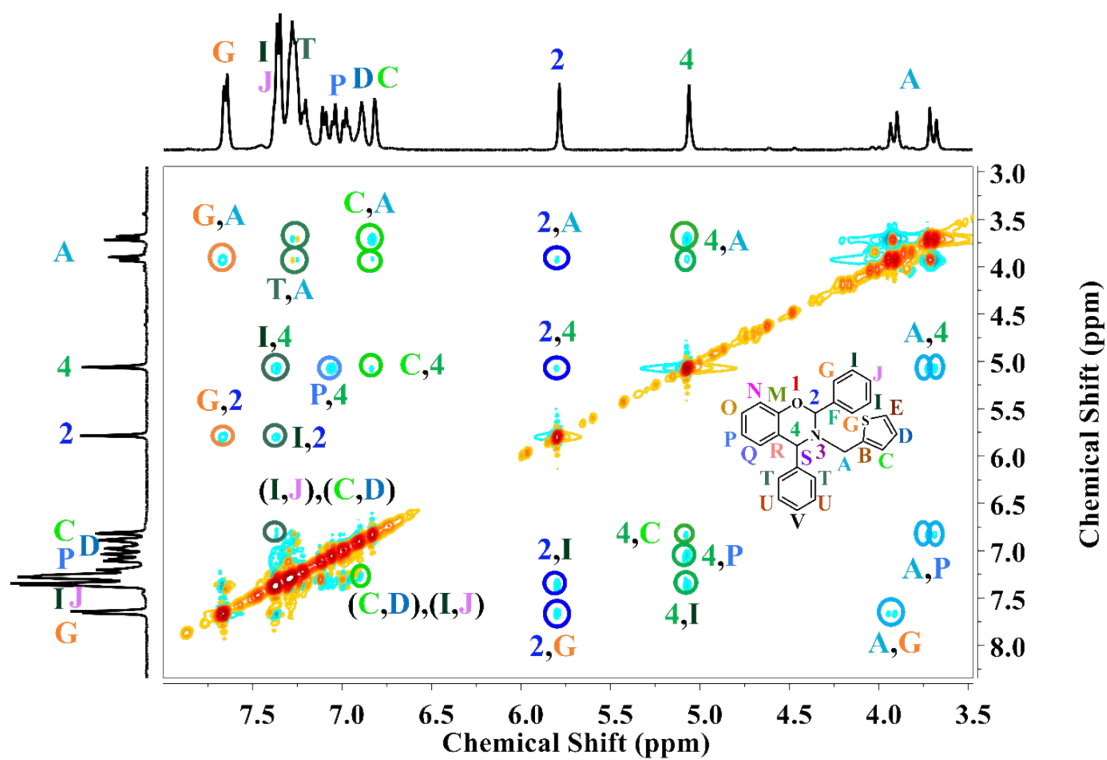 G I J T P D C 2 4 A
G,A C,A 2,A 4,A
T,A
I,4 2,4 A,4
P,4 C,4
G,2 I,2
(I,J),(C,D)
2,I 4,C 4,P A,P
(C,D),(I,J) 4,I
2,G A,G
A
4
2
C
D
P
I J
G
I
G J
N 1
O M O 2 I
F G S E
P 4 N D
Q R S 3 B
A C
T T
U U
V
3.0
3.5
4.0
4.5
5.0
5.5
6.0
6.5
7.0
7.5
8.0
Chemical Shift (ppm)
7.5 7.0 6.5 6.0 5.5 5.0 4.5 4.0 3.5
Chemical Shift (ppm)